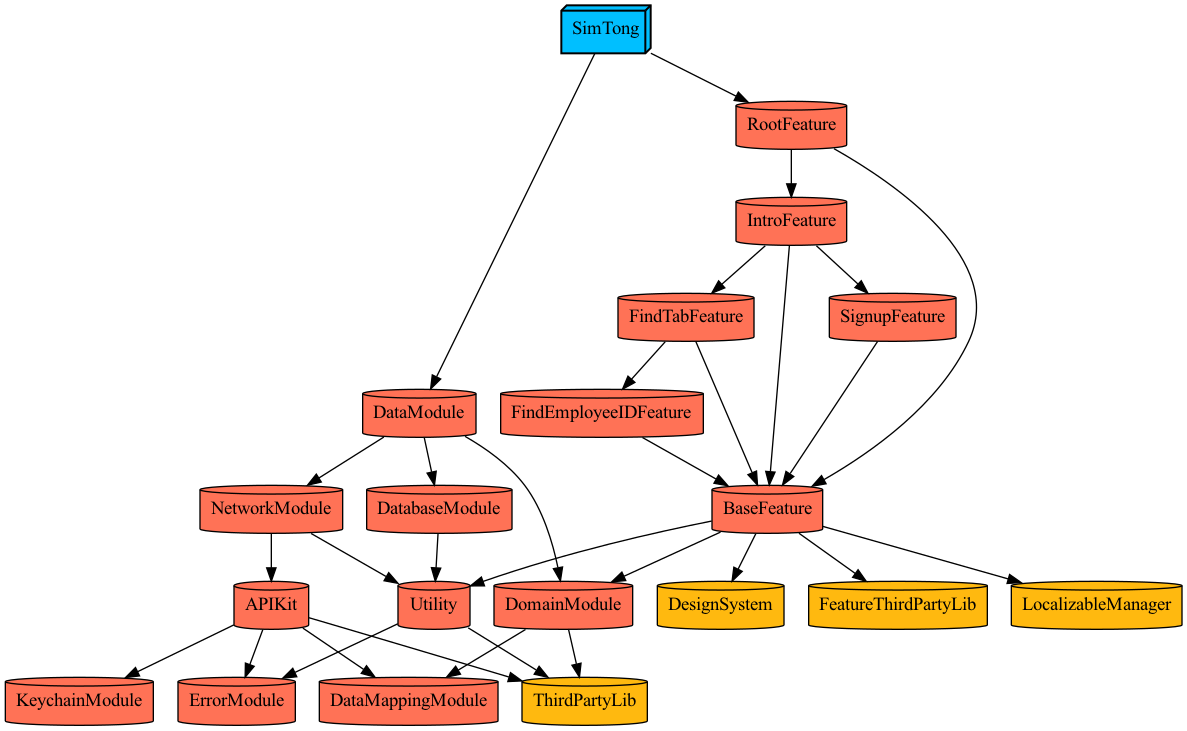 SimTong
RootFeature
IntroFeature
FindTabFeature
SignupFeature
DataModule
FindEmployeeIDFeature
NetworkModule
DatabaseModule
BaseFeature
APIKit
Utility
DomainModule
DesignSystem
FeatureThirdPartyLib
LocalizableManager
KeychainModule
ErrorModule
DataMappingModule
ThirdPartyLib